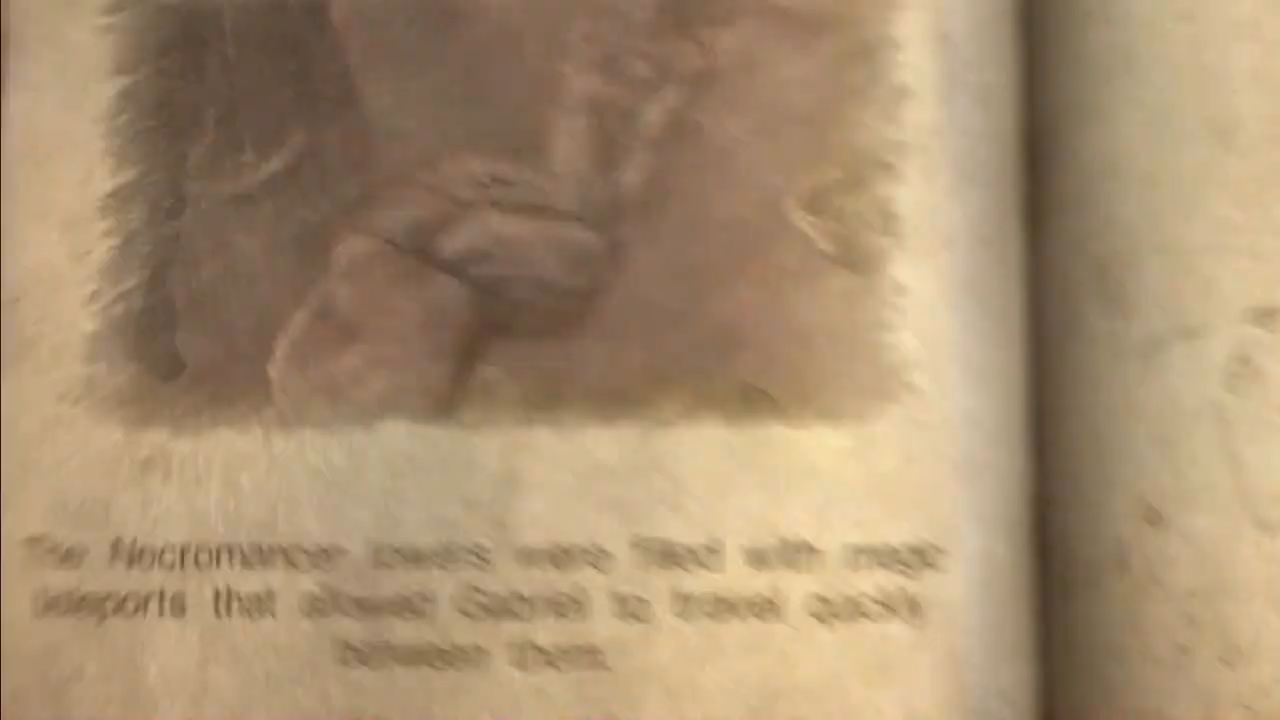 The Necromancer towers were filled with magic
teleports that allowed Gabriel to travel quickly
between them.